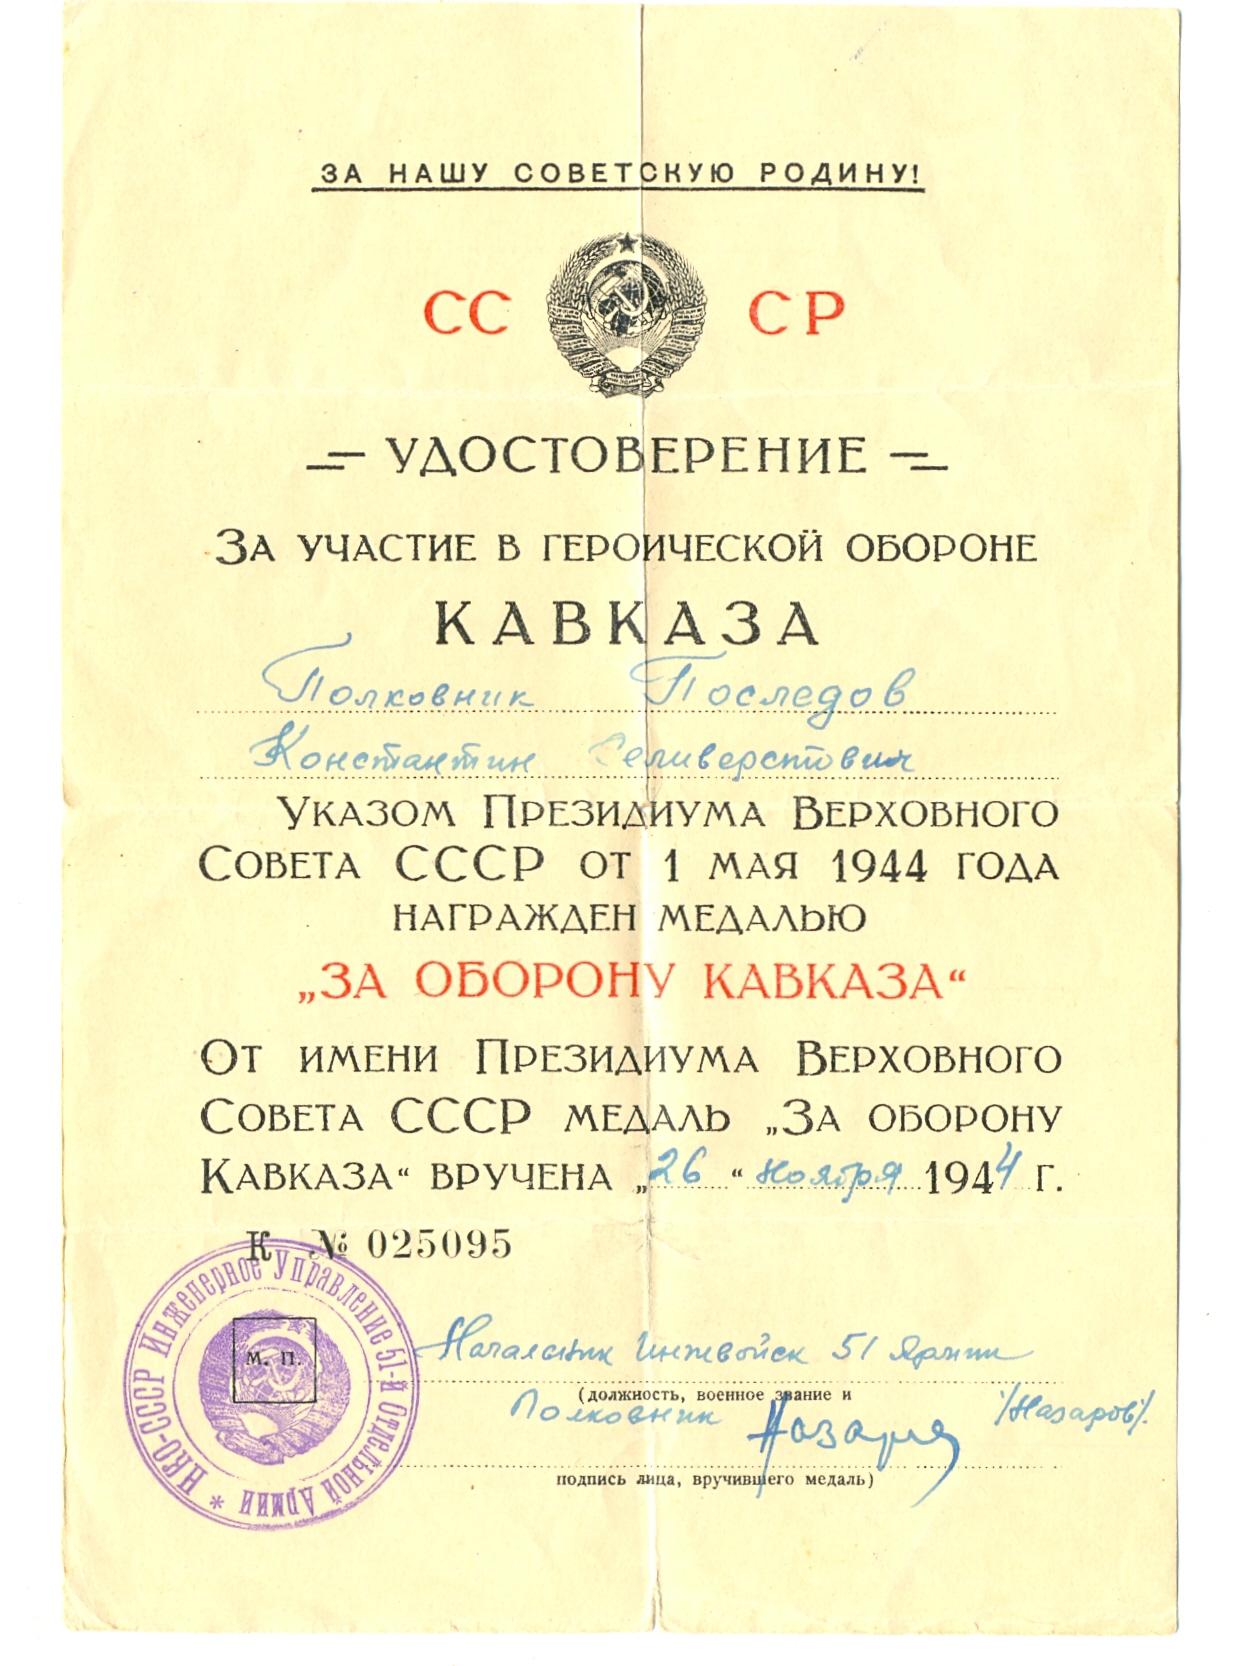 ЗА НАШУ СОВЕТСКУЮ РОДИНУ!
СС СР
УДОСТОВЕРЕНИЕ
ЗА УЧАСТИЕ В ГЕРОИЧЕСКОЙ ОБОРОНЕ
КАВКАЗА
Полковник Последов
Константин Селиверстович
УКАЗОМ ПРЕЗИДИУМА ВЕРХОВНОГО
СОВЕТА СССР ОТ 1 МАЯ 1944 ГОДА
НАГРАЖДЕН МЕДАЛЬЮ
„ЗА ОБОРОНУ КАВКАЗА“
ОТ ИМЕНИ ПРЕЗИДИУМА ВЕРХОВНОГО
СОВЕТА СССР МЕДАЛЬ „ЗА ОБОРОНУ
КАВКАЗА“ ВРУЧЕНА „26“ ноября 1944 Г.
К № 025095
НКО-СССР Инженерное Управление 51-й Отдельной Армии *
М. П.
Начальник Инжвойск 51 Армии
(должность, военное звание и
Полковник Назаров /Назаров/.
подпись лица, вручившего медаль)